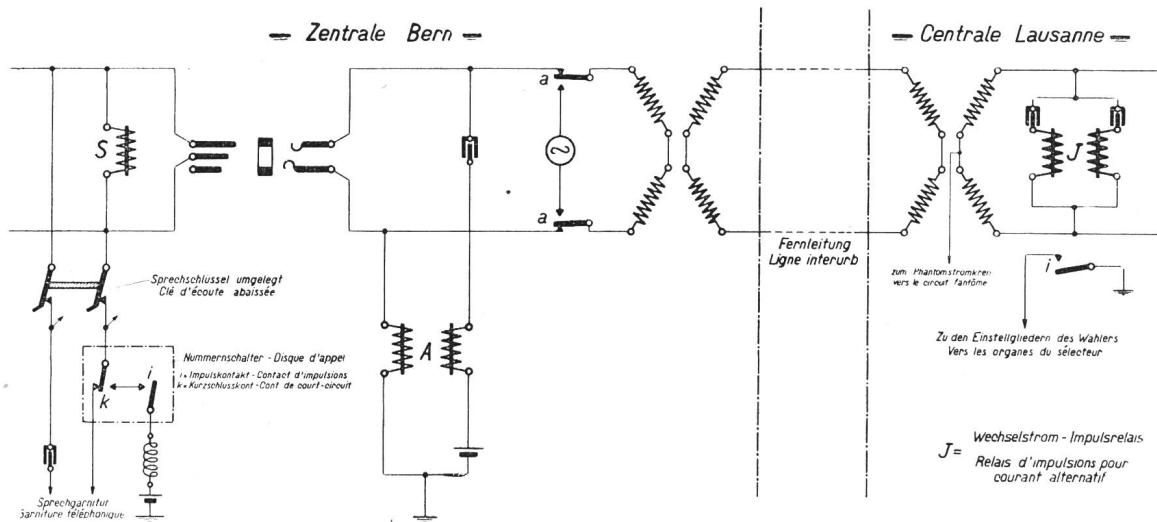 Zentrale Bern
Centrale Lausanne
S
a
a
J
Fernleitung
Ligne interurb
i
zum Phantomstromkreis
vers le circuit fantôme
Sprechschlüssel umgelegt
Clé d'écoute abaissée
Zu den Einstellgliedern des Wählers
Vers les organes du sélecteur
A
Nummernschalter - Disque d'appel
i = Impulskontakt - Contact d'impulsions
k = Kurzschlusskont - Cont de court-circuit
i
k
J = Wechselstrom - Impulsrelais
Relais d'impulsions pour
courant alternatif
Sprechgarnitur
Garniture téléphonique